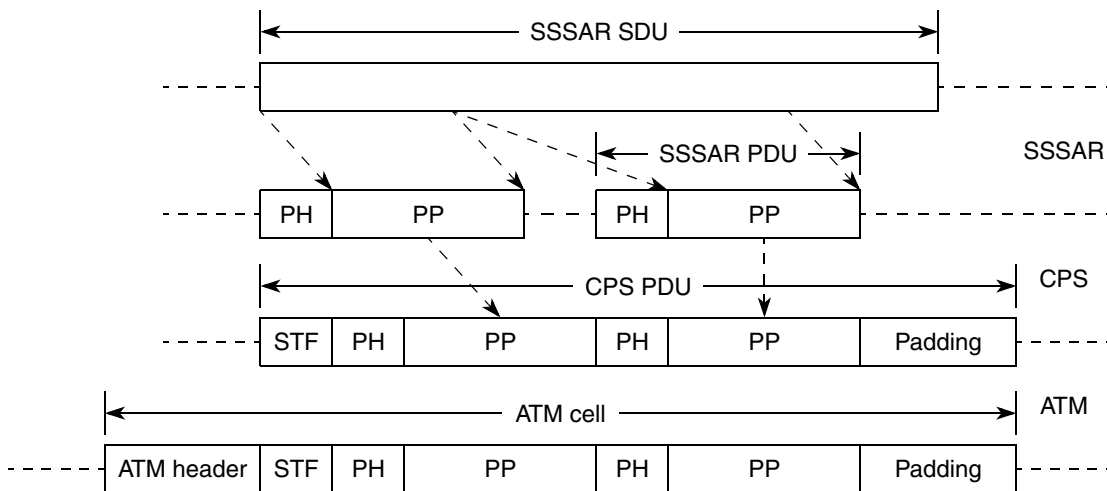 SSSAR SDU
SSSAR PDU
SSSAR
PH PP PH PP
CPS PDU
CPS
STF PH PP PH PP Padding
ATM cell
ATM
ATM header STF PH PP PH PP Padding